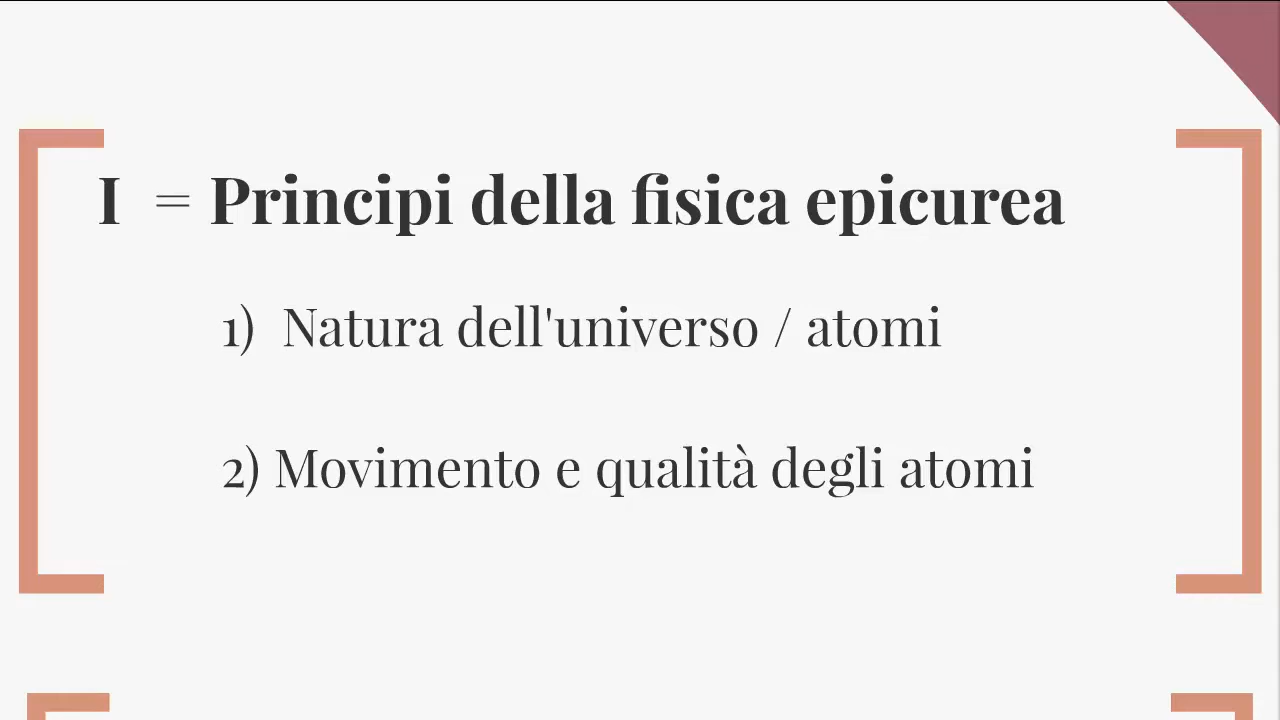 I = Principi della fisica epicurea
1) Natura dell'universo / atomi
2) Movimento e qualità degli atomi